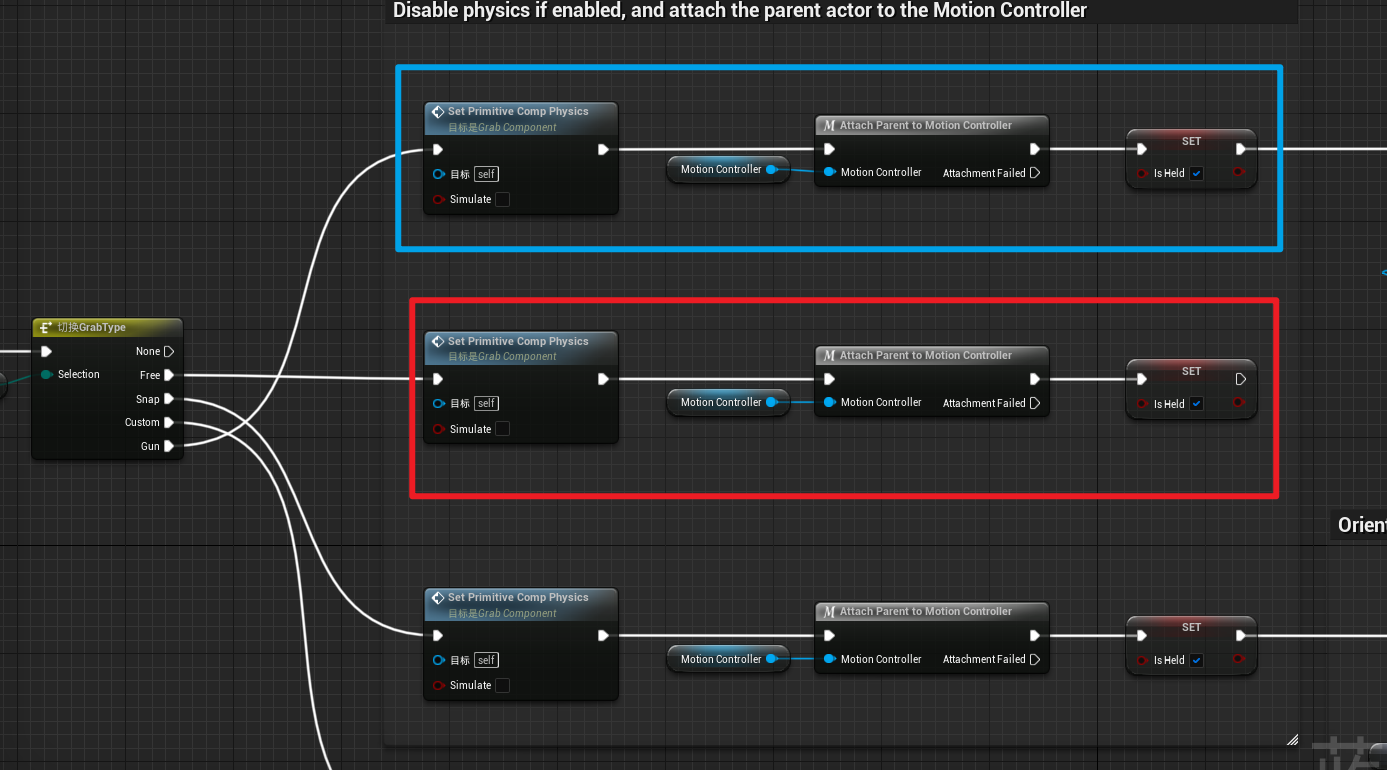 Disable physics if enabled, and attach the parent actor to the Motion Controller
Set Primitive Comp Physics
目标是Grab Component
目标 self
Simulate
Motion Controller
Attach Parent to Motion Controller
Motion Controller
Attachment Failed
SET
Is Held
切换GrabType
None
Selection
Free
Snap
Custom
Gun
Set Primitive Comp Physics
目标是Grab Component
目标 self
Simulate
Motion Controller
Attach Parent to Motion Controller
Motion Controller
Attachment Failed
SET
Is Held
Orient
Set Primitive Comp Physics
目标是Grab Component
目标 self
Simulate
Motion Controller
Attach Parent to Motion Controller
Motion Controller
Attachment Failed
SET
Is Held